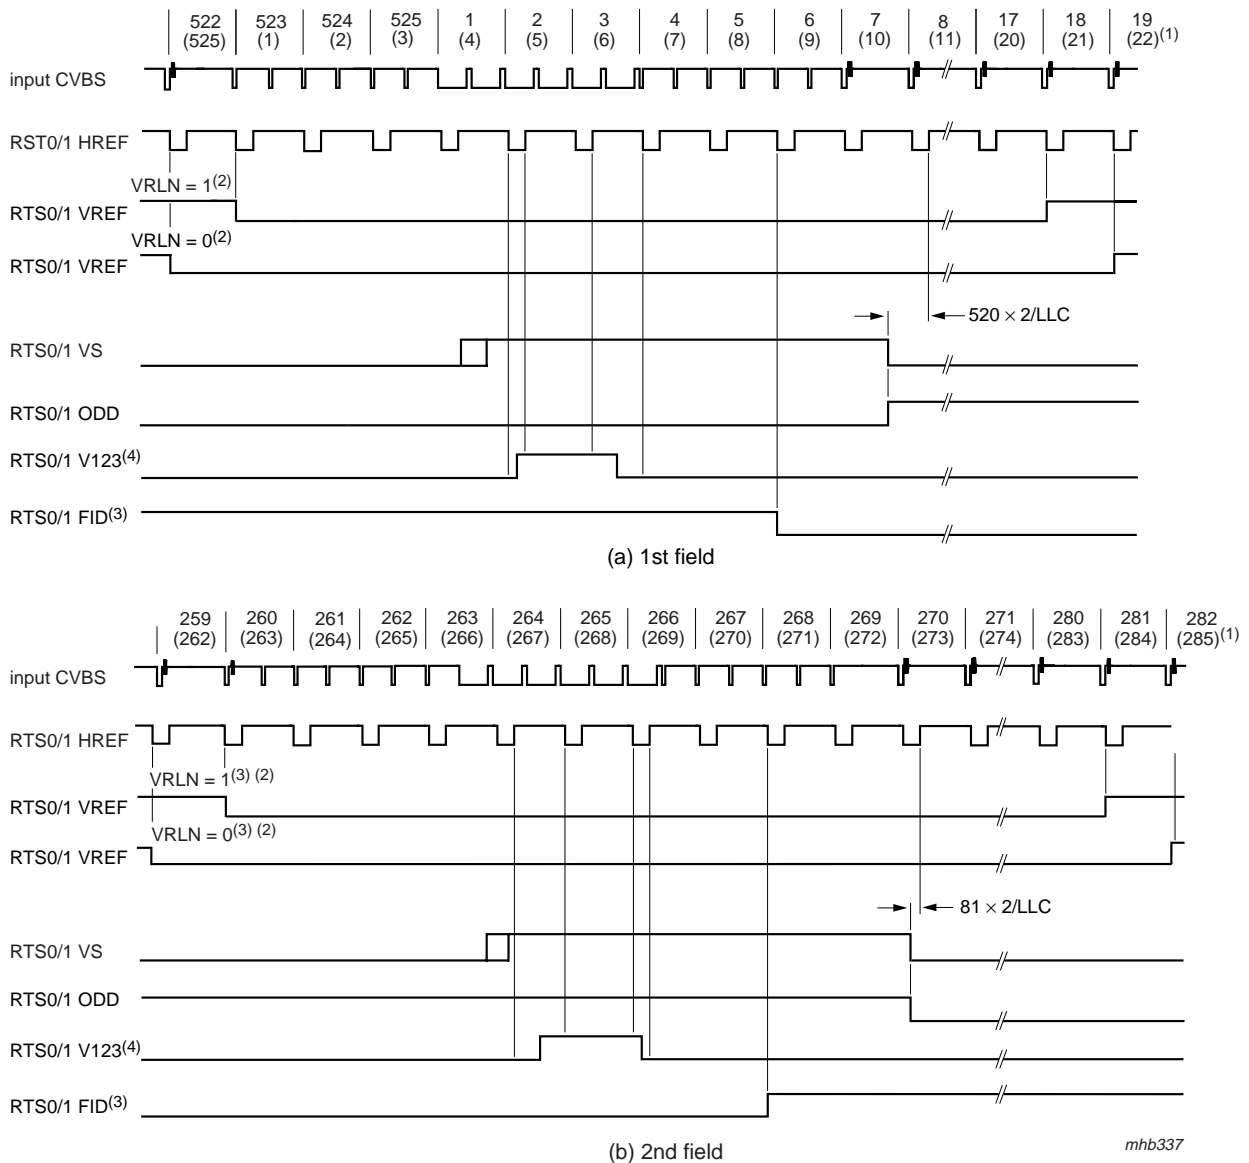 522 523 524 525 1 2 3 4 5 6 7 8 17 18 19
(525) (1) (2) (3) (4) (5) (6) (7) (8) (9) (10) (11) (20) (21) (22)(1)
input CVBS
RST0/1 HREF
VRLN = 1(2)
RTS0/1 VREF
VRLN = 0(2)
RTS0/1 VREF
520 × 2/LLC
RTS0/1 VS
RTS0/1 ODD
RTS0/1 V123(4)
RTS0/1 FID(3)
(a) 1st field
259 260 261 262 263 264 265 266 267 268 269 270 271 280 281 282
(262) (263) (264) (265) (266) (267) (268) (269) (270) (271) (272) (273) (274) (283) (284) (285)(1)
input CVBS
RTS0/1 HREF
VRLN = 1(3) (2)
RTS0/1 VREF
VRLN = 0(3) (2)
RTS0/1 VREF
81 × 2/LLC
RTS0/1 VS
RTS0/1 ODD
RTS0/1 V123(4)
RTS0/1 FID(3)
(b) 2nd field
mhb337